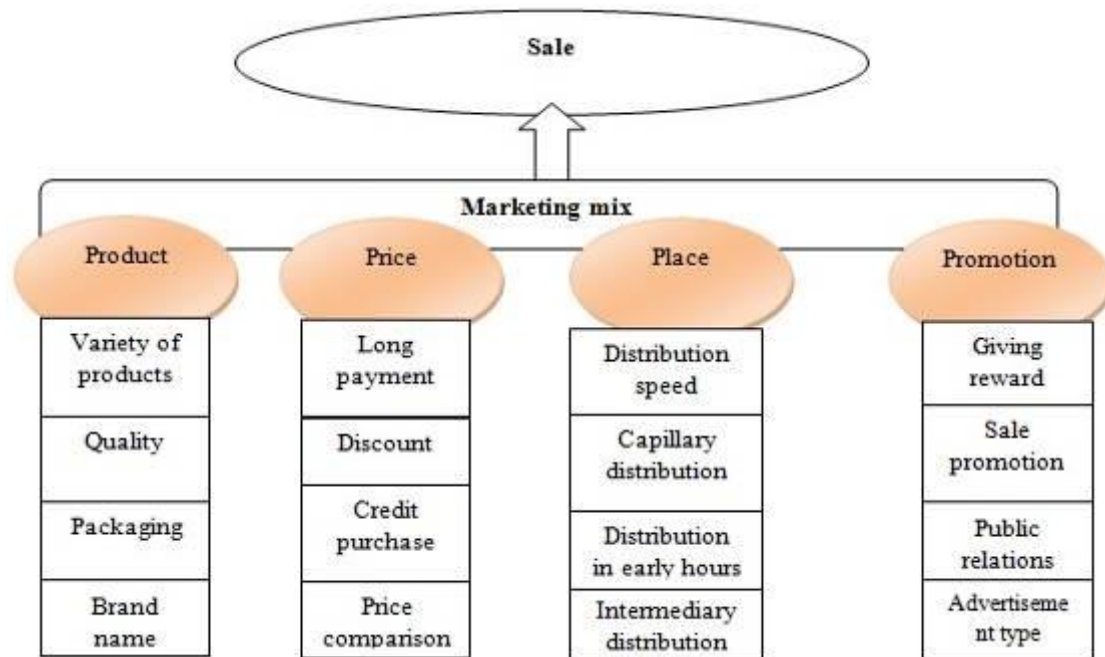 Sale
Marketing mix
Product
Price
Place
Promotion
Variety of
products
Quality
Packaging
Brand
name
Long
payment
Discount
Credit
purchase
Price
comparison
Distribution
speed
Capillary
distribution
Distribution
in early hours
Intermediary
distribution
Giving
reward
Sale
promotion
Public
relations
Advertiseme
nt type